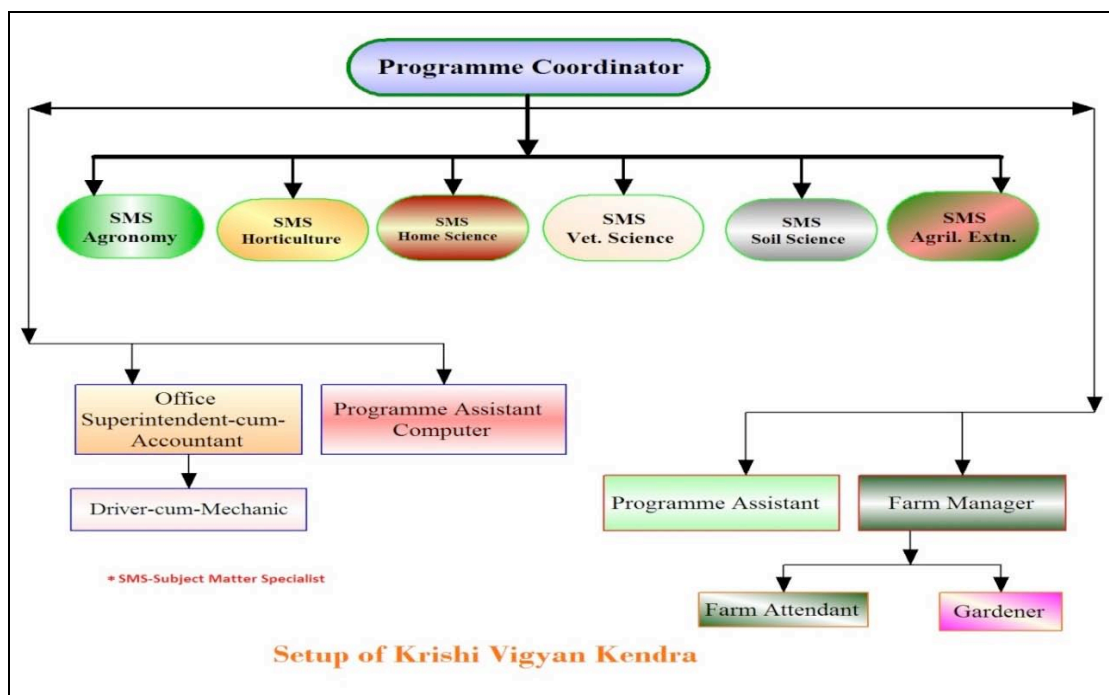 Programme Coordinator
SMS
Agronomy
SMS
Horticulture
SMS
Home Science
SMS
Vet. Science
SMS
Soil Science
SMS
Agril. Extn.
Office
Superintendent-cum-
Accountant
Programme Assistant
Computer
Driver-cum-Mechanic
Programme Assistant
Farm Manager
* SMS-Subject Matter Specialist
Farm Attendant
Gardener
Setup of Krishi Vigyan Kendra